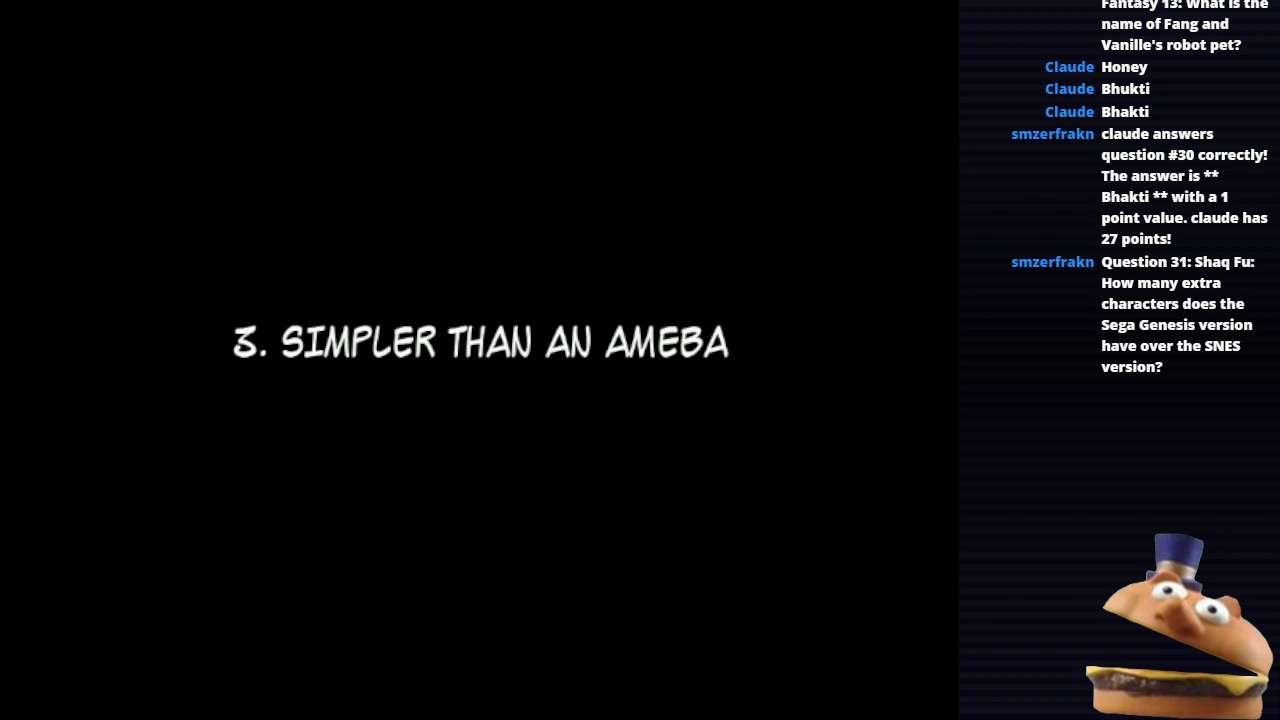 3. SIMPLER THAN AN AMEBA
Fantasy 13: What is the
name of Fang and
Vanille's robot pet?
Claude Honey
Claude Bhukti
Claude Bhakti
smzerfrakn claude answers
question #30 correctly!
The answer is **
Bhakti ** with a 1
point value. claude has
27 points!
smzerfrakn Question 31: Shaq Fu:
How many extra
characters does the
Sega Genesis version
have over the SNES
version?